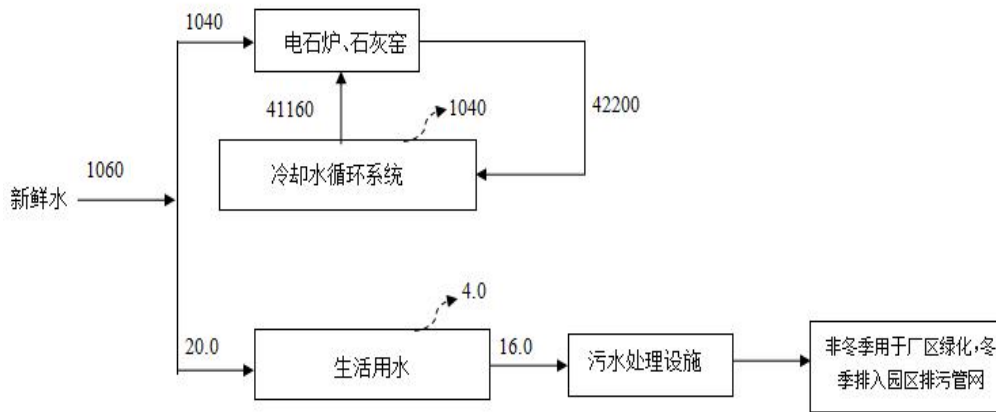 1040
电石炉、石灰窑
41160
1040
42200
冷却水循环系统
1060
新鲜水
4.0
20.0
生活用水
16.0
污水处理设施
非冬季用于厂区绿化,冬
季排入园区排污管网